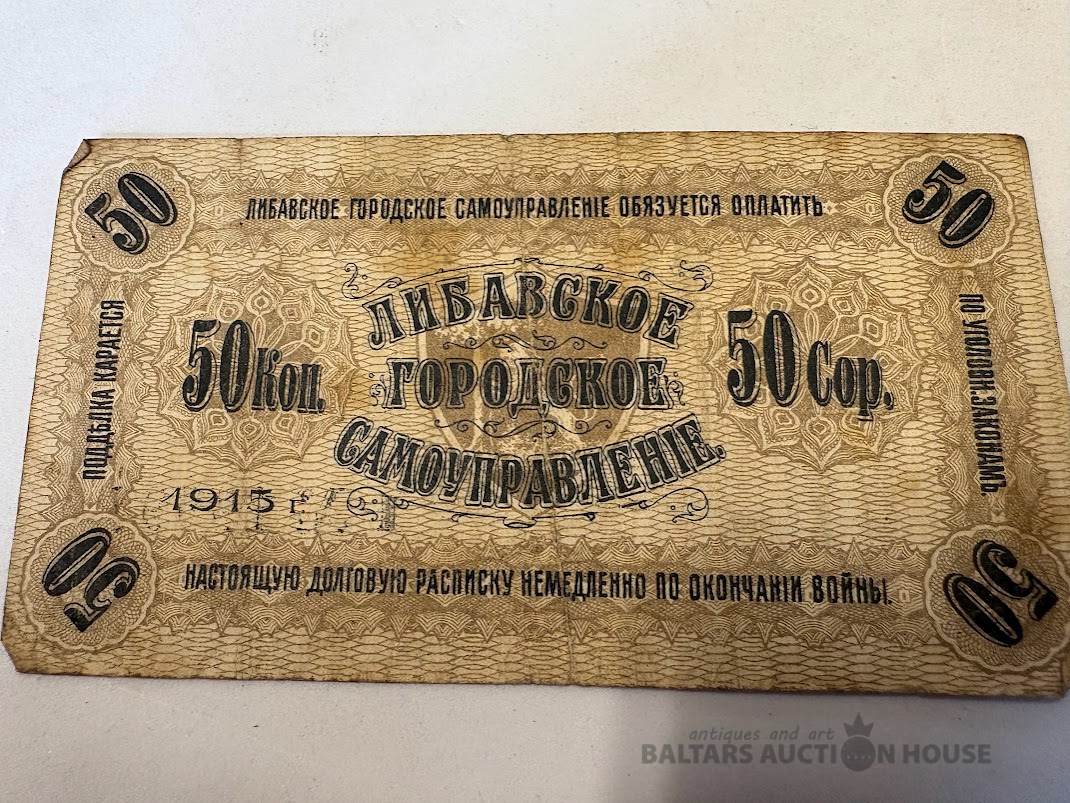 50
50
ЛИБАВСКОЕ ГОРОДСКОЕ САМОУПРАВЛЕНІЕ ОБЯЗУЕТСЯ ОПЛАТИТЬ
ПОДДѢЛКА КАРАЕТСЯ
50 Коп.
ЛИБАВСКОЕ
ГОРОДСКОЕ
САМОУПРАВЛЕНІЕ.
50 Cop.
ПО УГОЛОВН. ЗАКОНАМЪ.
1915 г.
НАСТОЯЩУЮ ДОЛГОВУЮ РАСПИСКУ НЕМЕДЛЕННО ПО ОКОНЧАНІИ ВОЙНЫ.
50
50
antiques and art
BALTARS AUCTION HOUSE